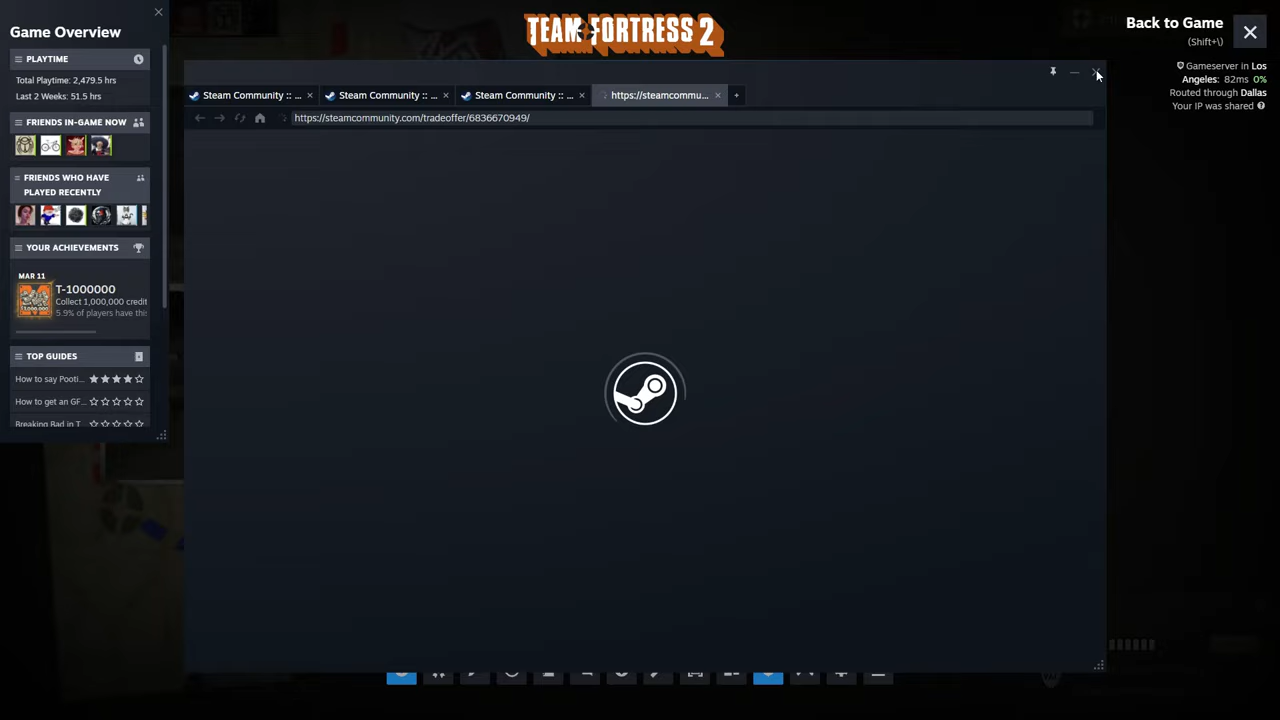 Game Overview
PLAYTIME
Total Playtime: 2,479.5 hrs
Last 2 Weeks: 51.5 hrs
FRIENDS IN-GAME NOW
FRIENDS WHO HAVE
PLAYED RECENTLY
YOUR ACHIEVEMENTS
MAR 11
T-1000000
Collect 1,000,000 credit
5.9% of players have this
TOP GUIDES
How to say Pooti...
How to get an GF...
Breaking Bad in T
TEAM FORTRESS 2
Steam Community :: ...
Steam Community :: ...
Steam Community :: ...
https://steamcommu...
https://steamcommunity.com/tradeoffer/6836670949/
Back to Game
(Shift+\)
Gameserver in Los
Angeles: 82ms 0%
Routed through Dallas
Your IP was shared